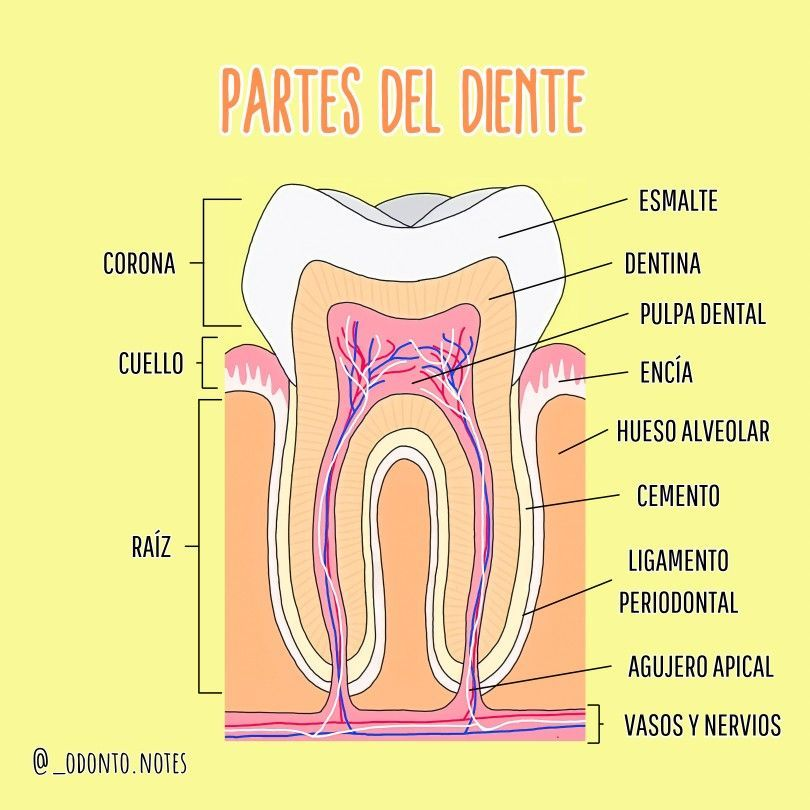 PARTES DEL DIENTE
CORONA
CUELLO
RAÍZ
ESMALTE
DENTINA
PULPA DENTAL
ENCÍA
HUESO ALVEOLAR
CEMENTO
LIGAMENTO
PERIODONTAL
AGUJERO APICAL
VASOS Y NERVIOS
@_ODONTO.NOTES